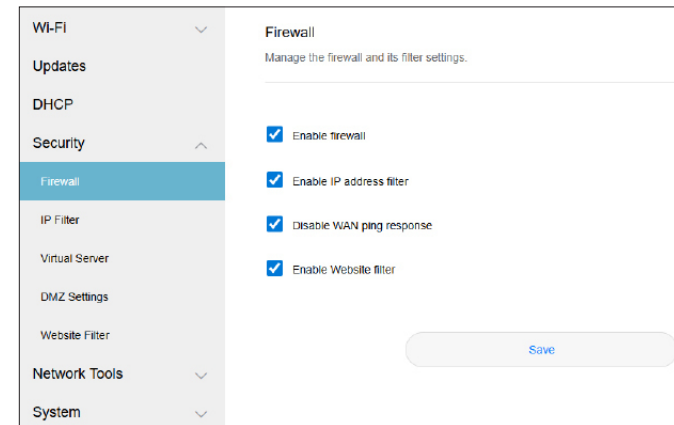 Wi-Fi
Updates
DHCP
Security
Firewall
IP Filter
Virtual Server
DMZ Settings
Website Filter
Network Tools
System
Firewall
Manage the firewall and its filter settings.
Enable firewall
Enable IP address filter
Disable WAN ping response
Enable Website filter
Save